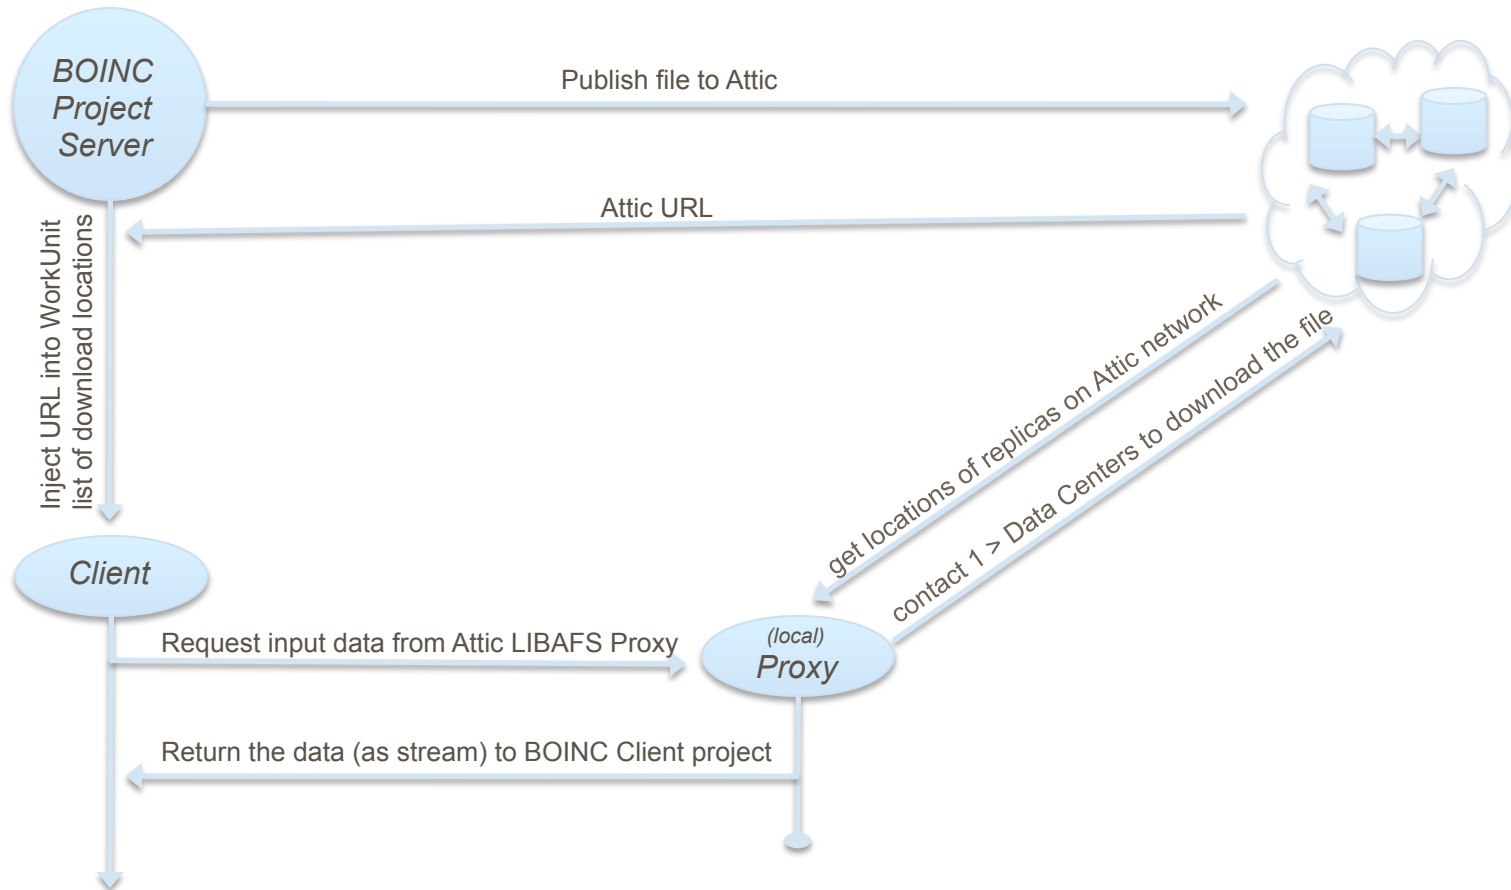 BOINC
Project
Server
Publish file to Attic
Attic URL
Inject URL into WorkUnit
list of download locations
get locations of replicas on Attic network
contact 1 > Data Centers to download the file
Client
Request input data from Attic LIBAFS Proxy
(local)
Proxy
Return the data (as stream) to BOINC Client project